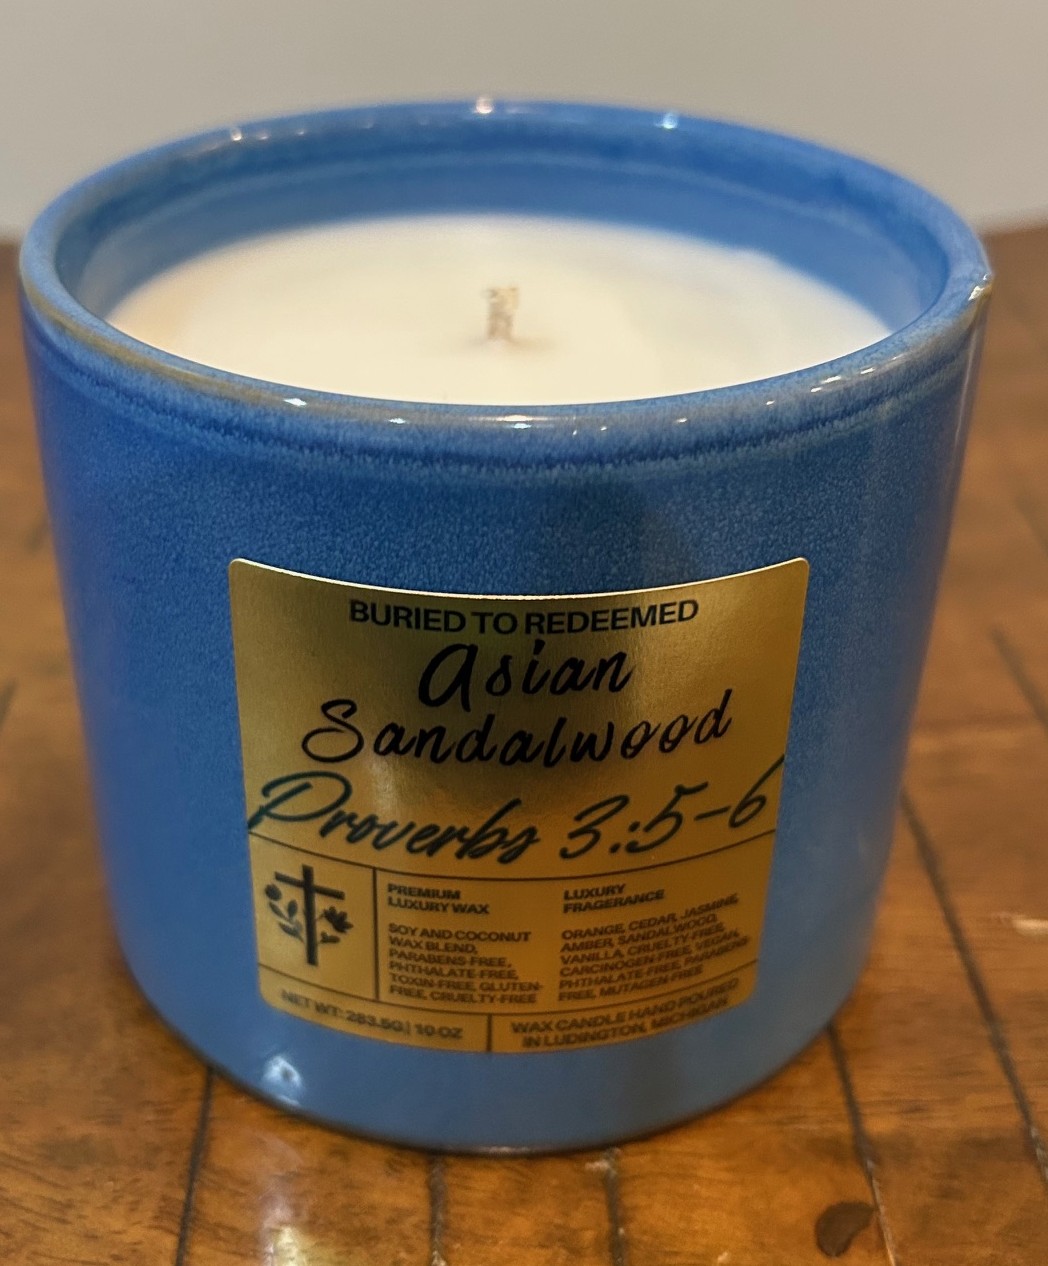 BURIED TO REDEEMED
Asian
Sandalwood
Proverbs 3:5-6
PREMIUM
LUXURY WAX
SOY AND COCONUT
WAX BLEND,
PARABENS-FREE,
PHTHALATE-FREE,
TOXIN-FREE, GLUTEN-
FREE, CRUELTY-FREE
LUXURY
FRAGERANCE
ORANGE, CEDAR, JASMINE,
AMBER, SANDALWOOD,
VANILLA, CRUELTY-FREE,
CARCINOGEN-FREE, VEGAN,
PHTHALATE-FREE, PARABENS-
FREE, MUTAGEN-FREE
NET WT: 283.5G | 10 OZ
WAX CANDLE HAND POURED
IN LUDINGTON, MICHIGAN